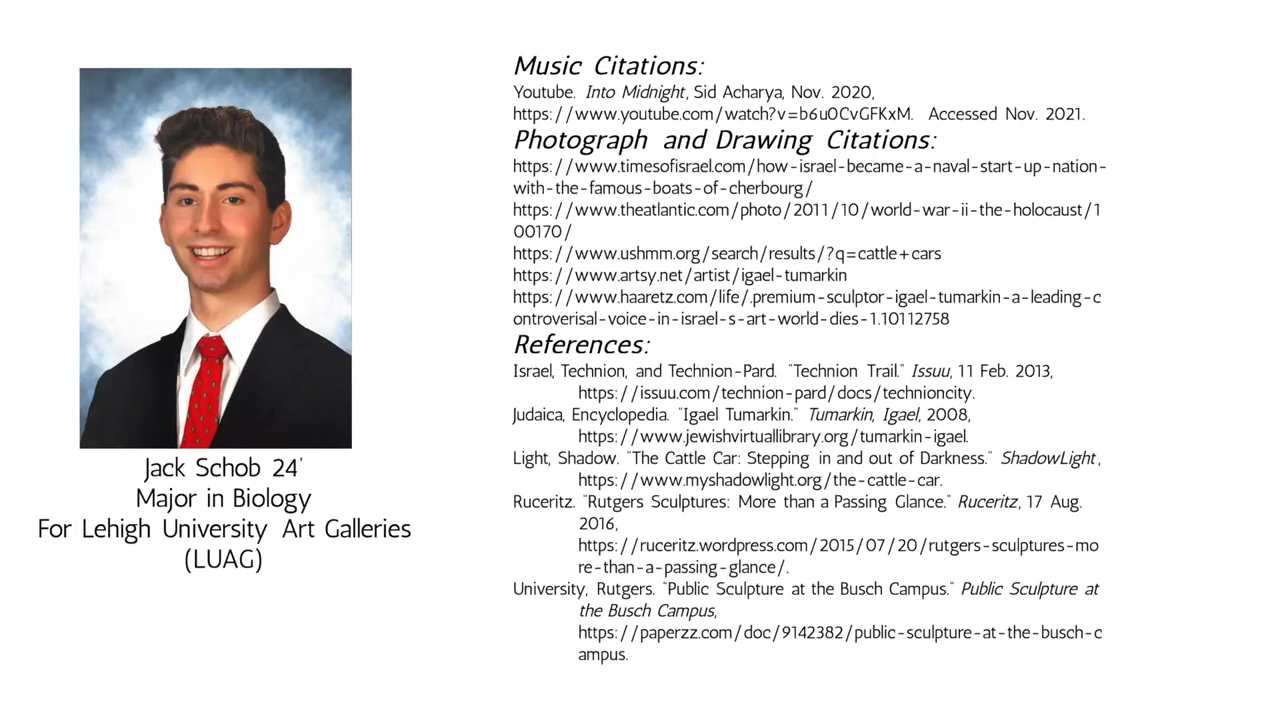 Jack Schob 24'
Major in Biology
For Lehigh University Art Galleries
(LUAG)
Music Citations:
Youtube. Into Midnight, Sid Acharya, Nov. 2020,
https://www.youtube.com/watch?v=b6u0CvGFKxM. Accessed Nov. 2021.
Photograph and Drawing Citations:
https://www.timesofisrael.com/how-israel-became-a-naval-start-up-nation-
with-the-famous-boats-of-cherbourg/
https://www.theatlantic.com/photo/2011/10/world-war-ii-the-holocaust/1
00170/
https://www.ushmm.org/search/results/?q=cattle+cars
https://www.artsy.net/artist/igael-tumarkin
https://www.haaretz.com/life/.premium-sculptor-igael-tumarkin-a-leading-c
ontroverisal-voice-in-israel-s-art-world-dies-1.10112758
References:
Israel, Technion, and Technion-Pard. "Technion Trail." Issuu, 11 Feb. 2013,
https://issuu.com/technion-pard/docs/technioncity.
Judaica, Encyclopedia. "Igael Tumarkin." Tumarkin, Igael, 2008,
https://www.jewishvirtuallibrary.org/tumarkin-igael.
Light, Shadow. "The Cattle Car: Stepping in and out of Darkness." ShadowLight,
https://www.myshadowlight.org/the-cattle-car.
Ruceritz. "Rutgers Sculptures: More than a Passing Glance." Ruceritz, 17 Aug.
2016,
https://ruceritz.wordpress.com/2015/07/20/rutgers-sculptures-mo
re-than-a-passing-glance/.
University, Rutgers. "Public Sculpture at the Busch Campus." Public Sculpture at
the Busch Campus,
https://paperzz.com/doc/9142382/public-sculpture-at-the-busch-c
ampus.